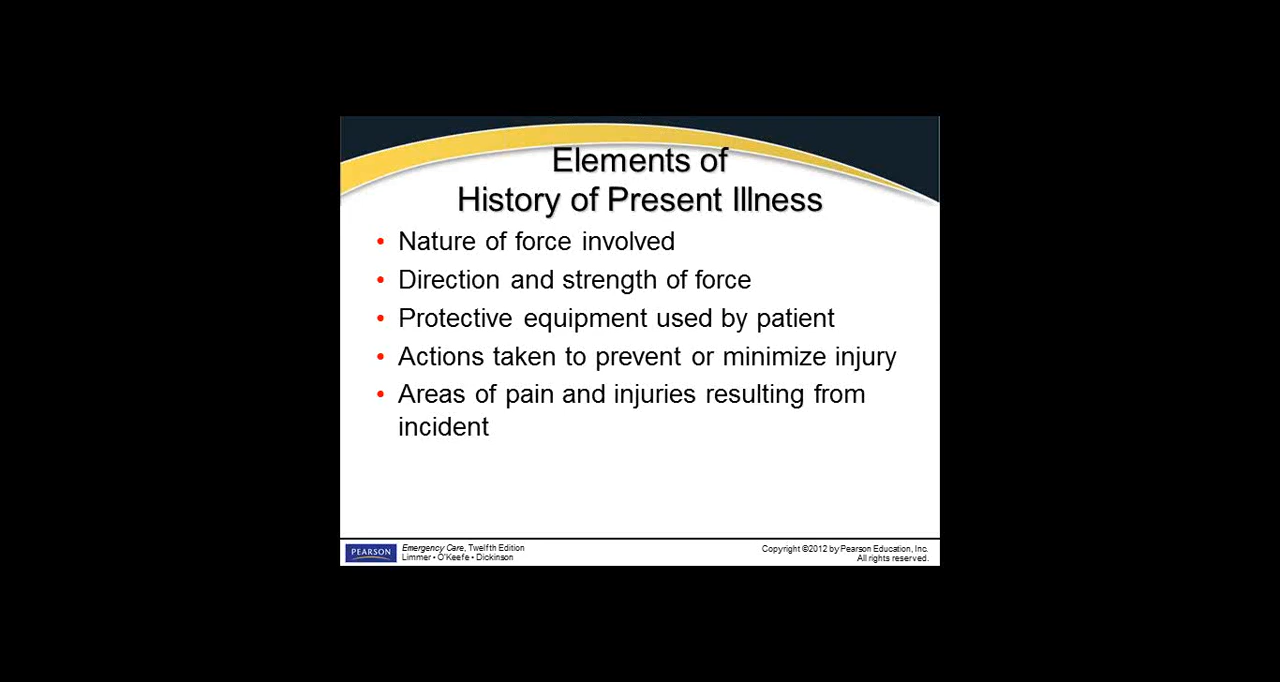 Elements of
History of Present Illness
• Nature of force involved
• Direction and strength of force
• Protective equipment used by patient
• Actions taken to prevent or minimize injury
• Areas of pain and injuries resulting from
incident
PEARSON
Emergency Care, Twelfth Edition
Limmer • O'Keefe • Dickinson
Copyright ©2012 by Pearson Education, Inc.
All rights reserved.